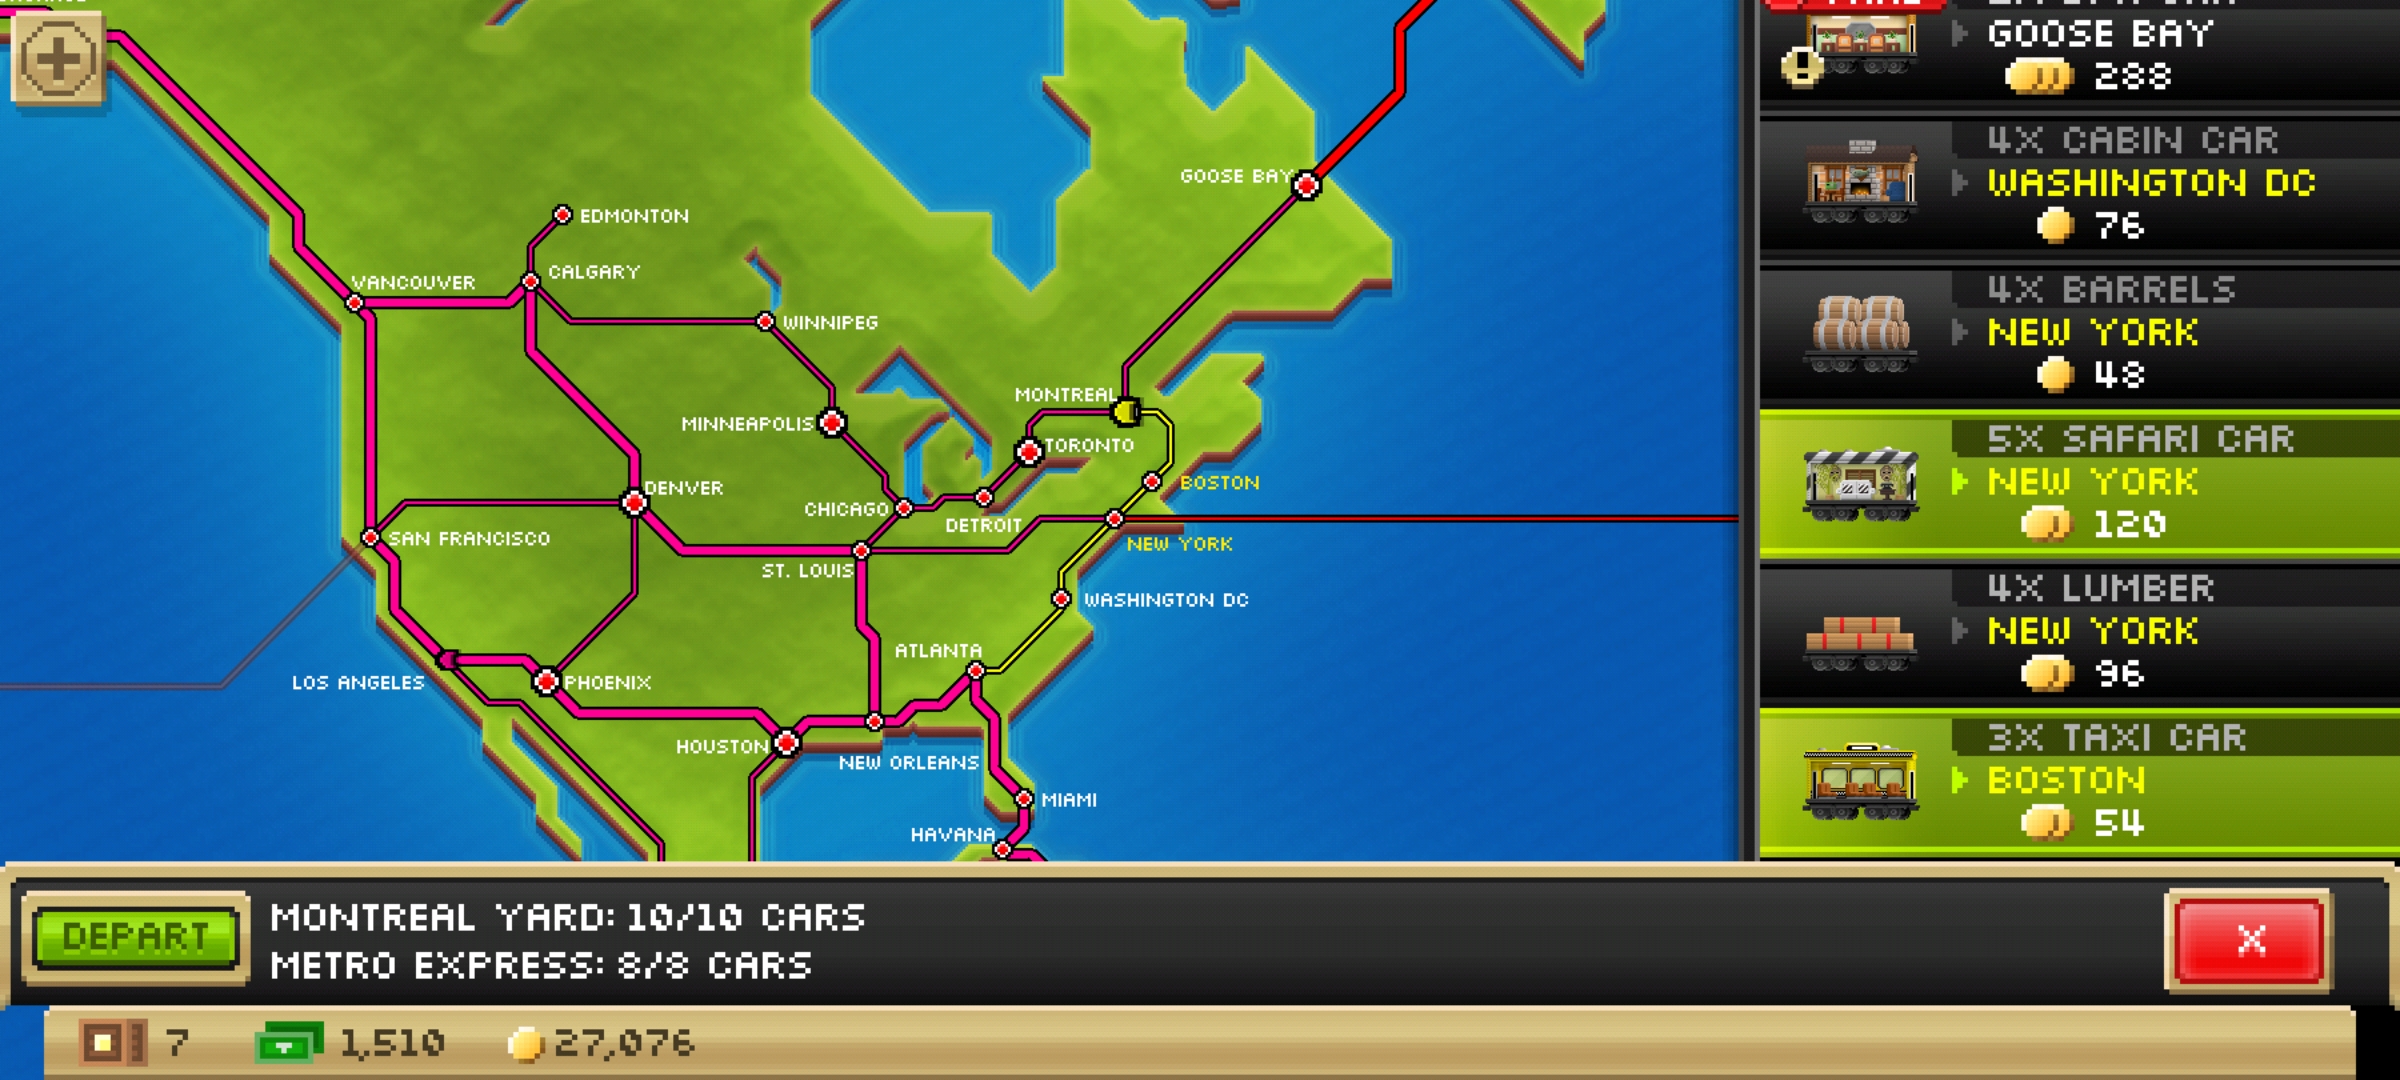 GOOSE BAY
288
4X CABIN CAR
WASHINGTON DC
76
4X BARRELS
NEW YORK
48
5X SAFARI CAR
NEW YORK
120
4X LUMBER
NEW YORK
96
3X TAXI CAR
BOSTON
54
GOOSE BAY
EDMONTON
CALGARY
VANCOUVER
WINNIPEG
MONTREAL
MINNEAPOLIS
TORONTO
BOSTON
DENVER
CHICAGO
DETROIT
SAN FRANCISCO
NEW YORK
ST. LOUIS
WASHINGTON DC
ATLANTA
LOS ANGELES
PHOENIX
HOUSTON
NEW ORLEANS
MIAMI
HAVANA
DEPART
MONTREAL YARD: 10/10 CARS
METRO EXPRESS: 8/8 CARS
X
7
1,510
27,076